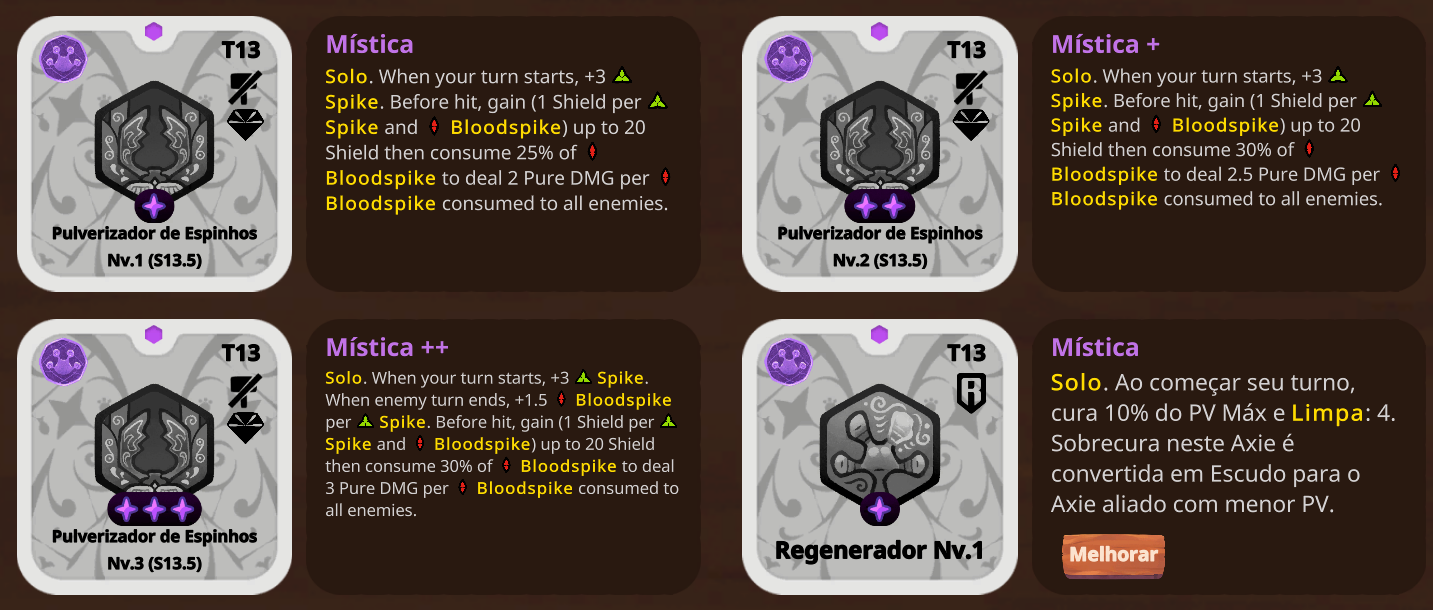 T13
Pulverizador de Espinhos
Nv.1 (S13.5)
Mística
Solo. When your turn starts, +3
Spike. Before hit, gain (1 Shield per
Spike and Bloodspike) up to 20
Shield then consume 25% of
Bloodspike to deal 2 Pure DMG per
Bloodspike consumed to all enemies.
T13
Pulverizador de Espinhos
Nv.2 (S13.5)
Mística +
Solo. When your turn starts, +3
Spike. Before hit, gain (1 Shield per
Spike and Bloodspike) up to 20
Shield then consume 30% of
Bloodspike to deal 2.5 Pure DMG per
Bloodspike consumed to all enemies.
T13
Pulverizador de Espinhos
Nv.3 (S13.5)
Mística ++
Solo. When your turn starts, +3 Spike.
When enemy turn ends, +1.5 Bloodspike
per Spike. Before hit, gain (1 Shield per
Spike and Bloodspike) up to 20 Shield
then consume 30% of Bloodspike to deal
3 Pure DMG per Bloodspike consumed to
all enemies.
T13
R
Regenerador Nv.1
Mística
Solo. Ao começar seu turno,
cura 10% do PV Máx e Limpa: 4.
Sobrecura neste Axie é
convertida em Escudo para o
Axie aliado com menor PV.
Melhorar